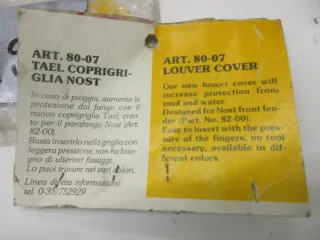 ART. 80-07
TAEL COPRIGRI-
GLIA NOST
In caso di pioggia, aumenta la
protezione dal fango con il
nuovo coprigriglia Tael, crea-
to per il parafango Nost (Art.
82-00).
Basta inserirlo nella griglia con
leggera pressione, non ha biso-
gno di ulteriori fissaggi.
Lo puoi trovare nei vari colori.
Linea diretta informazioni:
tel. 0-35/752929
ART. 80-07
LOUVER COVER
Our new louver cover will
increase protection from
mud and water.
Designed for Nost front fen-
der (Part. No. 82-00).
Easy to insert with the pres-
sure of the fingers, no tool
necessary, available in dif-
ferent colors.